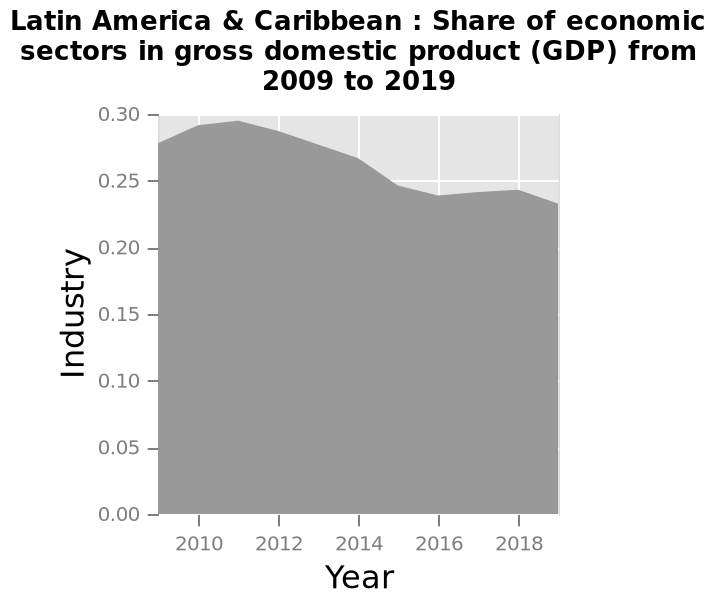 Latin America & Caribbean : Share of economic
sectors in gross domestic product (GDP) from
2009 to 2019
0.30
0.25
0.20
0.15
0.10
0.05
0.00
Industry
2010 2012 2014 2016 2018
Year